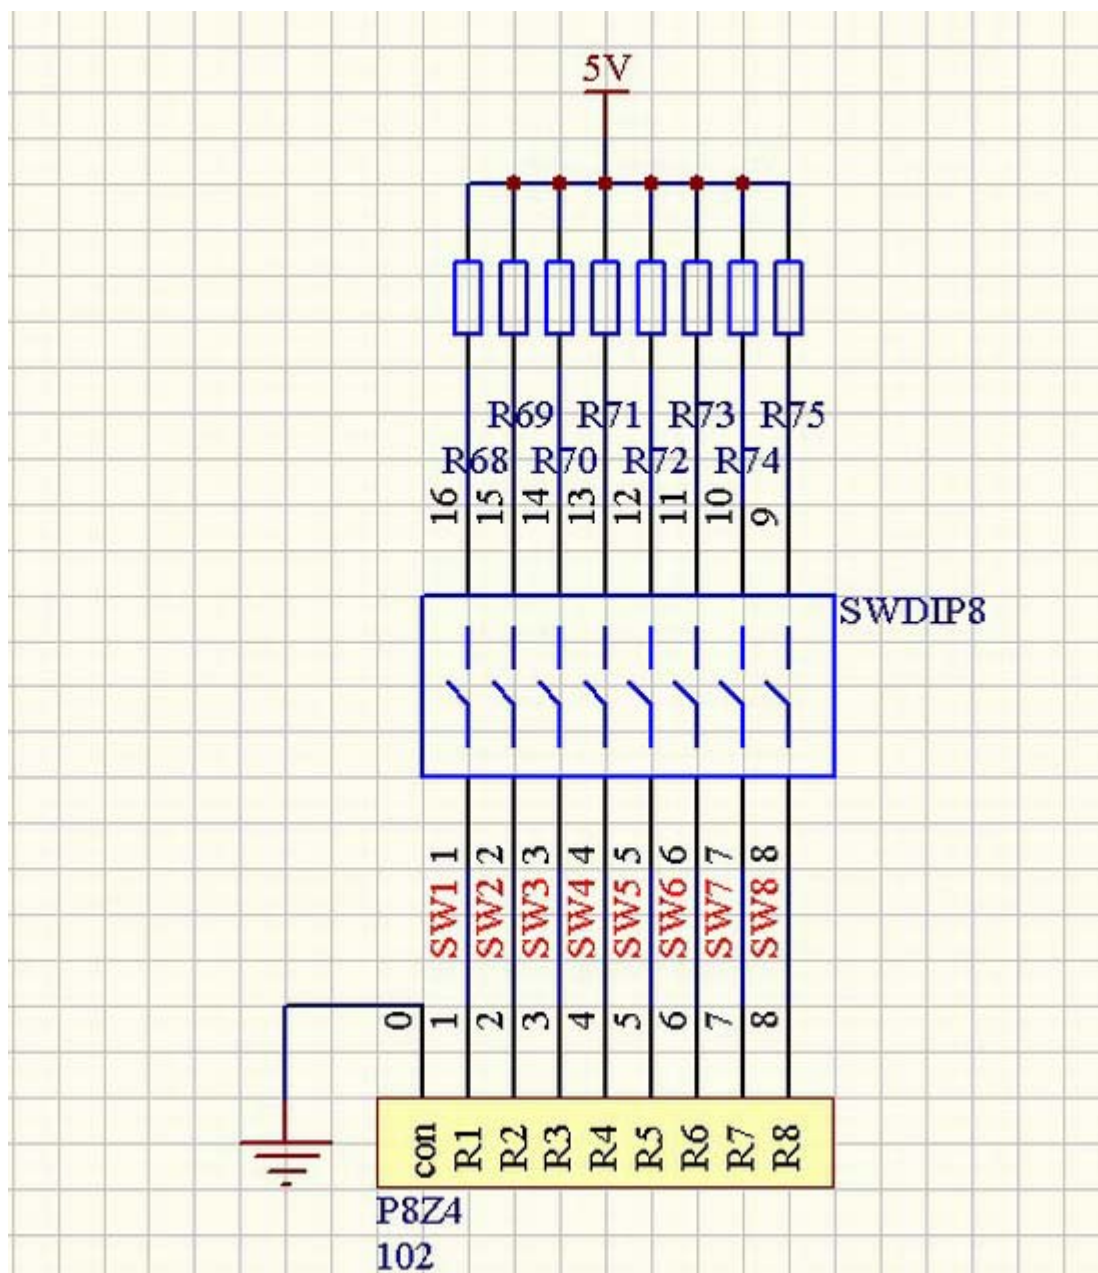 5V
R69 R71 R73 R75
R68 R70 R72 R74
16 15 14 13 12 11 10 9
SWDIP8
1 2 3 4 5 6 7 8
SW1 SW2 SW3 SW4 SW5 SW6 SW7 SW8
0 1 2 3 4 5 6 7 8
con R1 R2 R3 R4 R5 R6 R7 R8
P8Z4
102